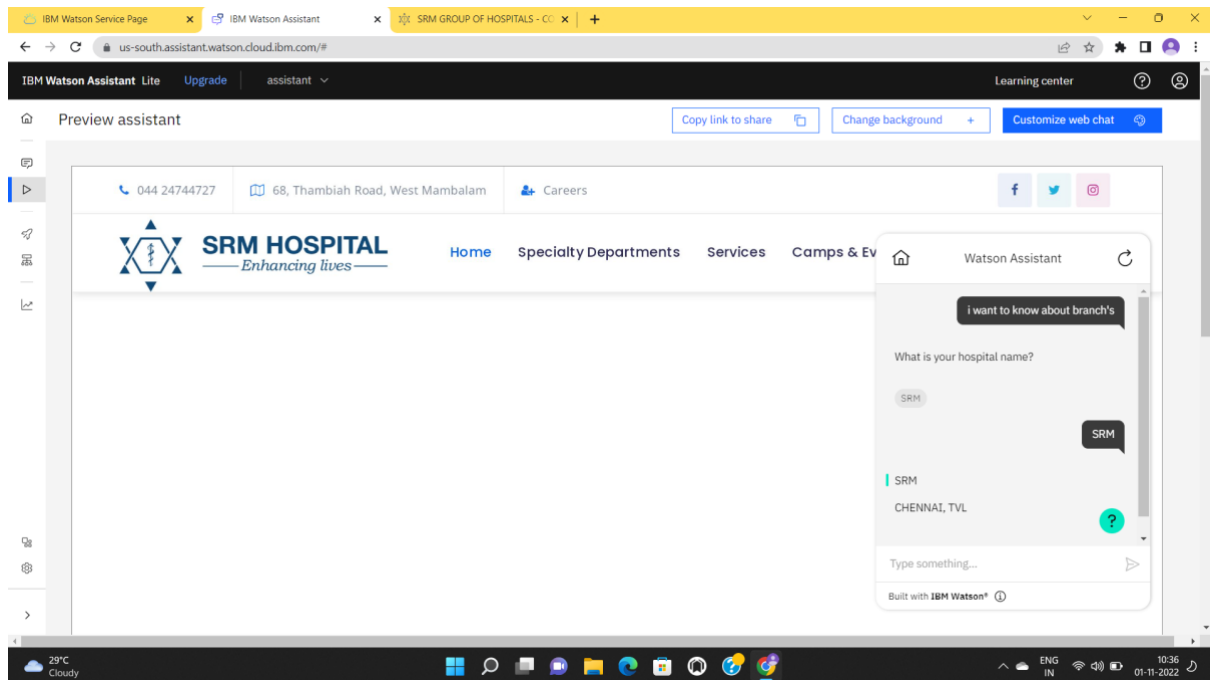 IBM Watson Service Page
IBM Watson Assistant
SRM GROUP OF HOSPITALS - CO
us-south.assistant.watson.cloud.ibm.com/#
IBM Watson Assistant Lite Upgrade assistant Learning center
Preview assistant Copy link to share Change background + Customize web chat
044 24744727 68, Thambiah Road, West Mambalam Careers
SRM HOSPITAL
Enhancing lives
Home Specialty Departments Services Camps & Ev
Watson Assistant
i want to know about branch's
What is your hospital name?
SRM
SRM
SRM
CHENNAI, TVL
?
Type something...
Built with IBM Watson®
29°C
Cloudy
ENG
IN
10:36
01-11-2022